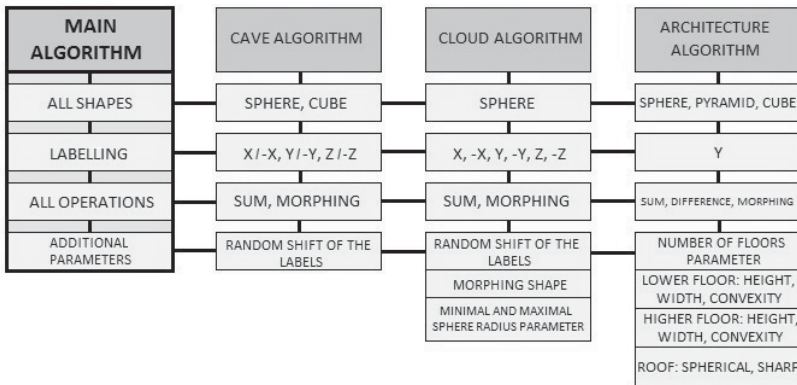 MAIN
ALGORITHM
CAVE ALGORITHM
CLOUD ALGORITHM
ARCHITECTURE
ALGORITHM
ALL SHAPES
SPHERE, CUBE
SPHERE
SPHERE, PYRAMID, CUBE
LABELLING
X/-X, Y/-Y, Z/-Z
X, -X, Y, -Y, Z, -Z
Y
ALL OPERATIONS
SUM, MORPHING
SUM, MORPHING
SUM, DIFFERENCE, MORPHING
ADDITIONAL
PARAMETERS
RANDOM SHIFT OF THE
LABELS
RANDOM SHIFT OF THE
LABELS
MORPHING SHAPE
MINIMAL AND MAXIMAL
SPHERE RADIUS PARAMETER
NUMBER OF FLOORS
PARAMETER
LOWER FLOOR: HEIGHT,
WIDTH, CONVEXITY
HIGHER FLOOR: HEIGHT,
WIDTH, CONVEXITY
ROOF: SPHERICAL, SHARP